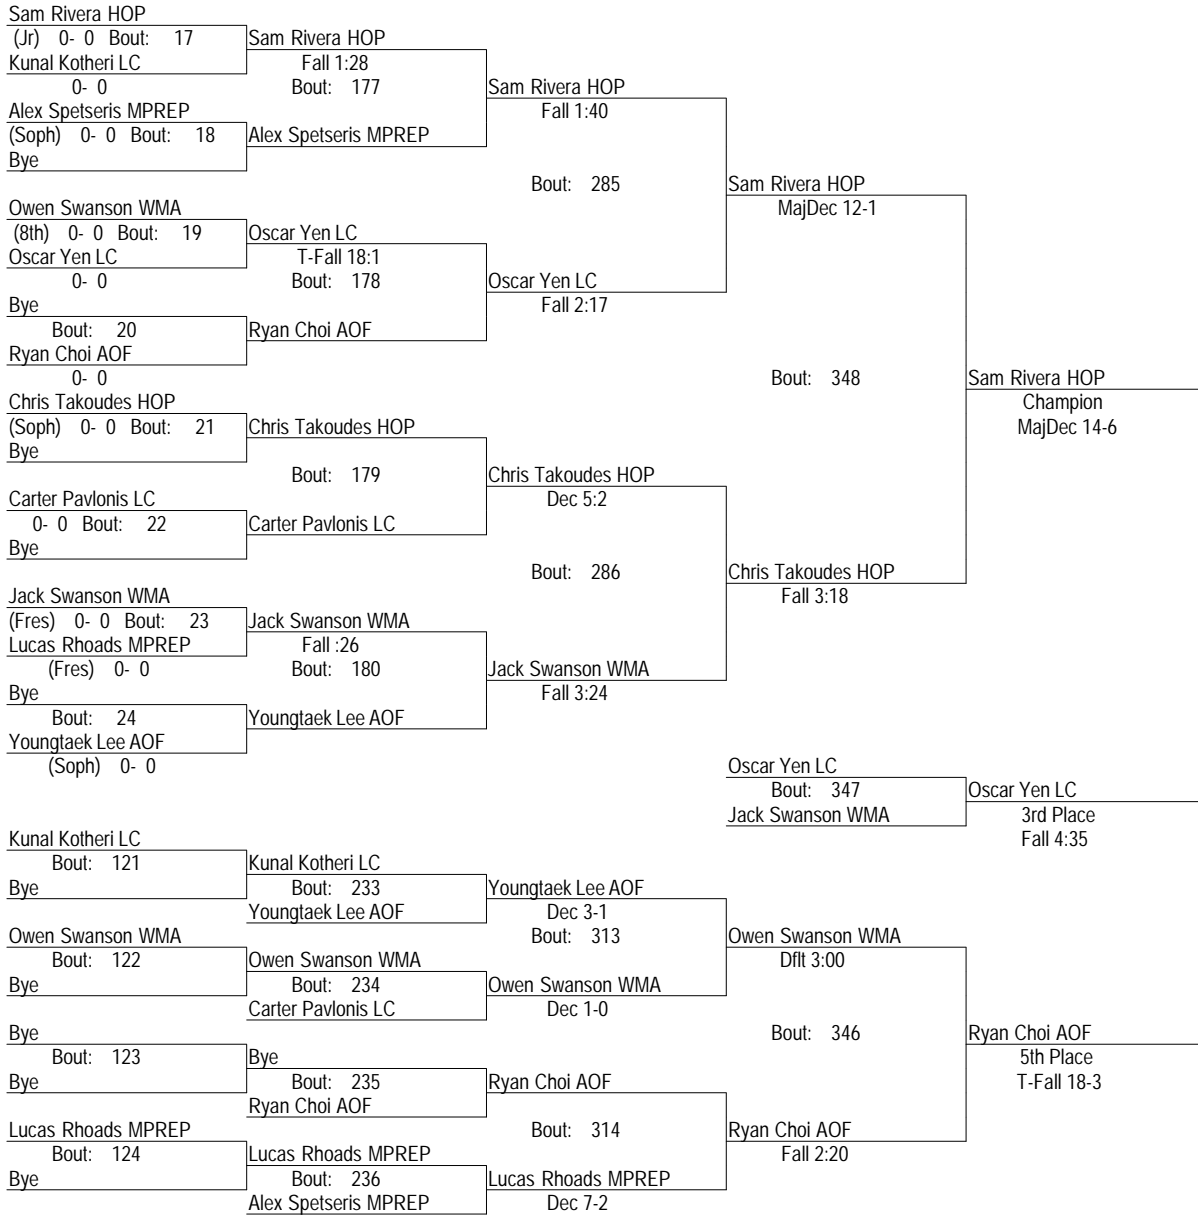 Sam Rivera HOP
(Jr) 0- 0 Bout: 17
Kunal Kotheri LC
0- 0
Alex Spetseris MPREP
(Soph) 0- 0 Bout: 18
Bye
Owen Swanson WMA
(8th) 0- 0 Bout: 19
Oscar Yen LC
0- 0
Bye
Bout: 20
Ryan Choi AOF
0- 0
Chris Takoudes HOP
(Soph) 0- 0 Bout: 21
Bye
Carter Pavlonis LC
0- 0 Bout: 22
Bye
Jack Swanson WMA
(Fres) 0- 0 Bout: 23
Lucas Rhoads MPREP
(Fres) 0- 0
Bye
Bout: 24
Youngtaek Lee AOF
(Soph) 0- 0
Sam Rivera HOP
Fall 1:28
Bout: 177
Alex Spetseris MPREP
Oscar Yen LC
T-Fall 18:1
Bout: 178
Ryan Choi AOF
Chris Takoudes HOP
Bout: 179
Carter Pavlonis LC
Jack Swanson WMA
Fall :26
Bout: 180
Youngtaek Lee AOF
Sam Rivera HOP
Fall 1:40
Bout: 285
Oscar Yen LC
Fall 2:17
Chris Takoudes HOP
Dec 5:2
Bout: 286
Jack Swanson WMA
Fall 3:24
Sam Rivera HOP
MajDec 12-1
Bout: 348
Chris Takoudes HOP
Fall 3:18
Sam Rivera HOP
Champion
MajDec 14-6
Oscar Yen LC
Bout: 347
Jack Swanson WMA
Oscar Yen LC
3rd Place
Fall 4:35
Kunal Kotheri LC
Bout: 121
Bye
Owen Swanson WMA
Bout: 122
Bye
Bye
Bout: 123
Bye
Lucas Rhoads MPREP
Bout: 124
Bye
Kunal Kotheri LC
Bout: 233
Youngtaek Lee AOF
Owen Swanson WMA
Bout: 234
Carter Pavlonis LC
Bye
Bout: 235
Ryan Choi AOF
Lucas Rhoads MPREP
Bout: 236
Alex Spetseris MPREP
Youngtaek Lee AOF
Dec 3-1
Bout: 313
Owen Swanson WMA
Dec 1-0
Ryan Choi AOF
Bout: 314
Lucas Rhoads MPREP
Dec 7-2
Owen Swanson WMA
Dflt 3:00
Bout: 346
Ryan Choi AOF
Fall 2:20
Ryan Choi AOF
5th Place
T-Fall 18-3